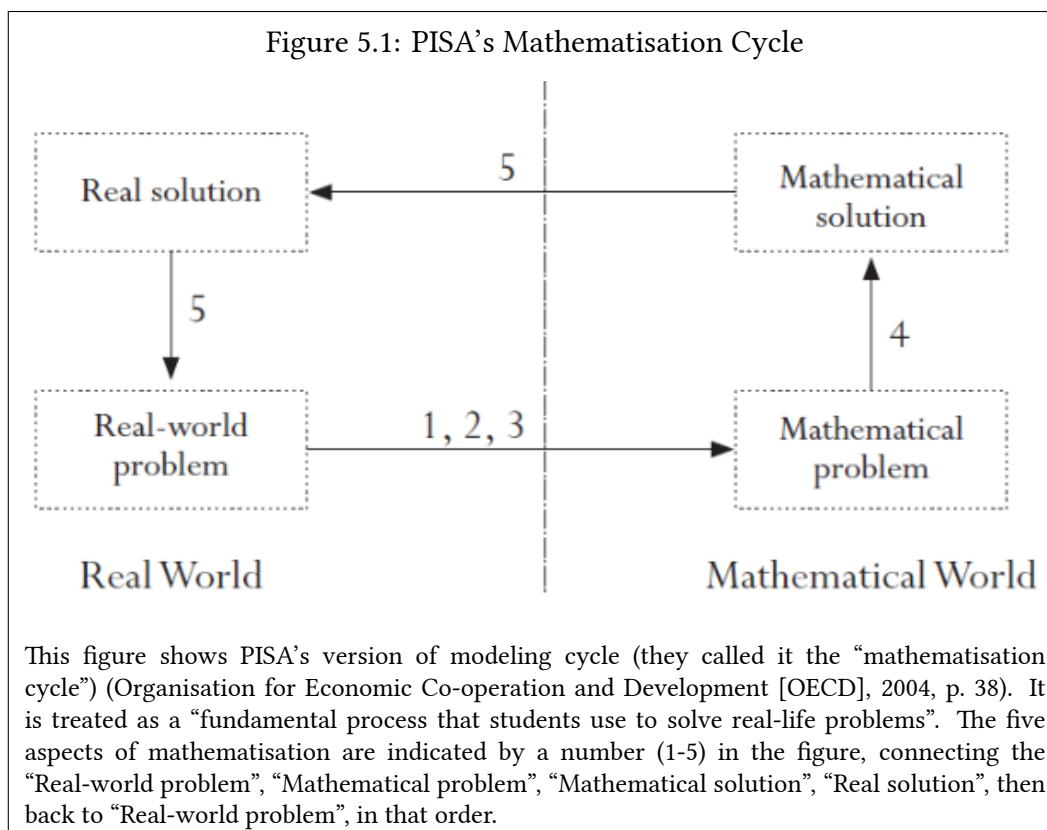 Figure 5.1: PISA's Mathematisation Cycle
Real solution
5
Mathematical
solution
5
4
Real-world
problem
1, 2, 3
Mathematical
problem
Real World
Mathematical World
This figure shows PISA's version of modeling cycle (they called it the “mathematisation
cycle”) (Organisation for Economic Co-operation and Development [OECD], 2004, p. 38). It
is treated as a “fundamental process that students use to solve real-life problems”. The five
aspects of mathematisation are indicated by a number (1-5) in the figure, connecting the
“Real-world problem”, “Mathematical problem”, “Mathematical solution”, “Real solution”, then
back to “Real-world problem”, in that order.